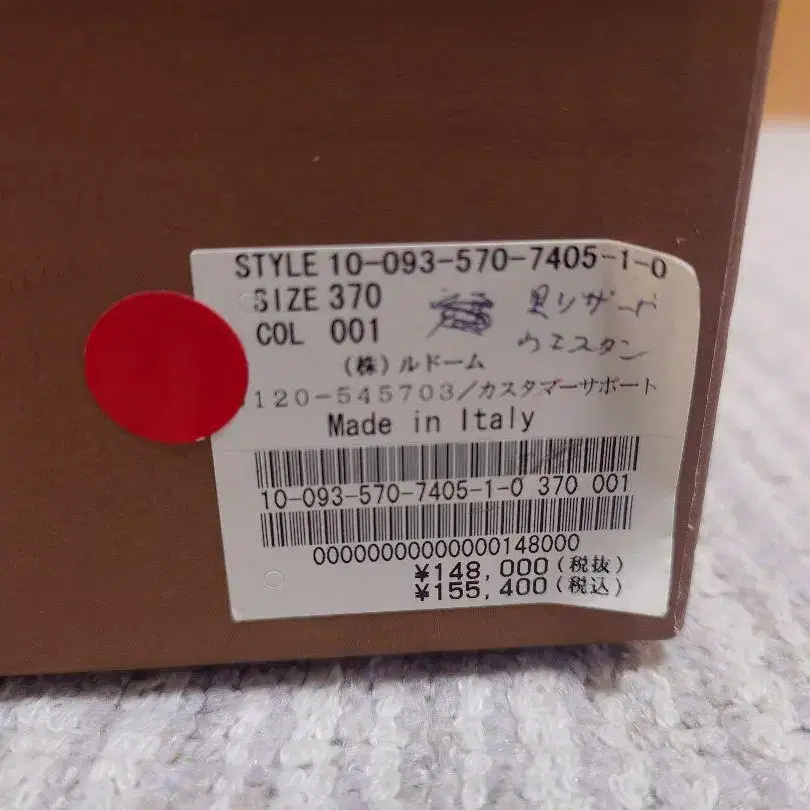 STYLE 10-093-570-7405-1-0
SIZE 370
COL 001
リザード
ウエスタン
(株)ルドーム
120-545703/カスタマーサポート
Made in Italy
10-093-570-7405-1-0 370 001
00000000000000148000
¥148,000(税抜)
¥155,400(税込)